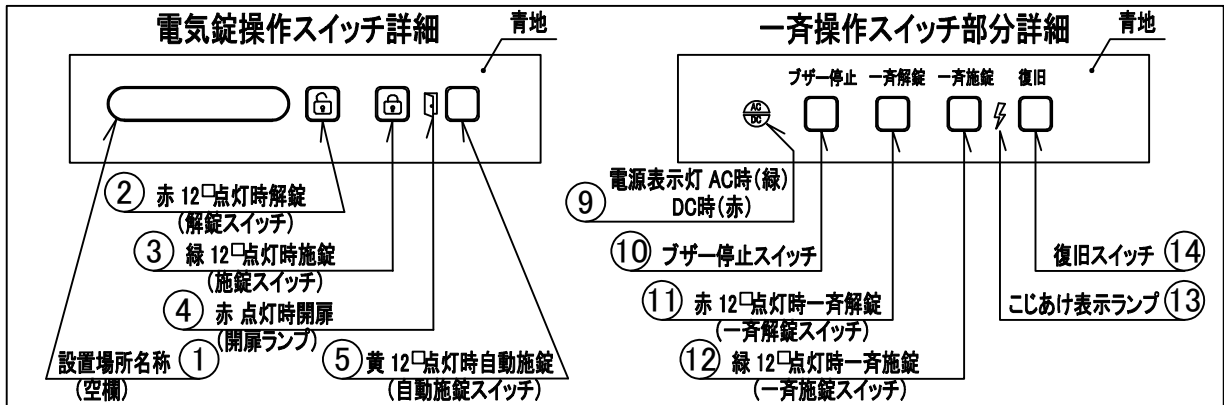 電気錠操作スイッチ詳細
青地
② 赤 12□点灯時解錠
(解錠スイッチ)
③ 緑 12□点灯時施錠
(施錠スイッチ)
④ 赤 点灯時開扉
(開扉ランプ)
設置場所名称 ①
(空欄)
⑤ 黄 12□点灯時自動施錠
(自動施錠スイッチ)
一斉操作スイッチ部分詳細
青地
ブザー停止 一斉解錠 一斉施錠 復旧
AC
DC
⑨ 電源表示灯 AC時(緑)
DC時(赤)
⑩ ブザー停止スイッチ
復旧スイッチ ⑭
⑪ 赤 12□点灯時一斉解錠
(一斉解錠スイッチ)
こじあけ表示ランプ ⑬
⑫ 緑 12□点灯時一斉施錠
(一斉施錠スイッチ)